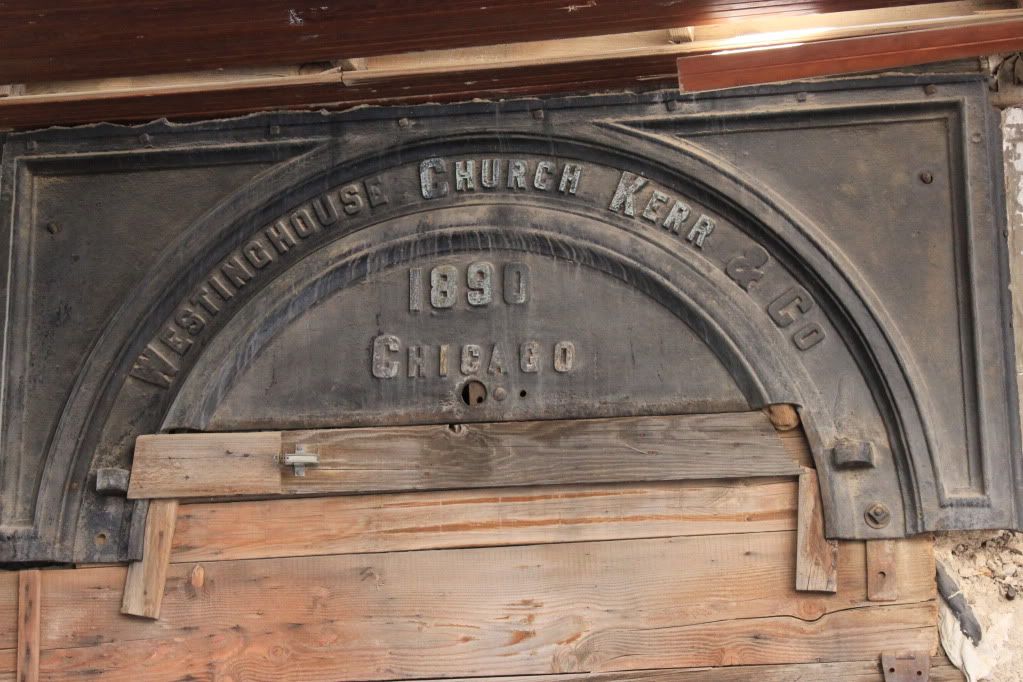 WESTINGHOUSE CHURCH KERR & CO
1890
CHICAGO